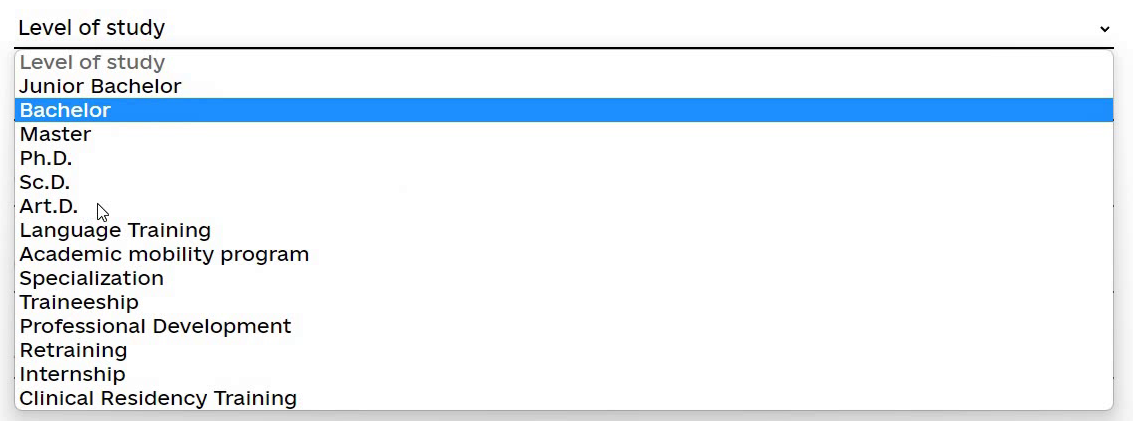 Level of study
Level of study
Junior Bachelor
Bachelor
Master
Ph.D.
Sc.D.
Art.D.
Language Training
Academic mobility program
Specialization
Traineeship
Professional Development
Retraining
Internship
Clinical Residency Training